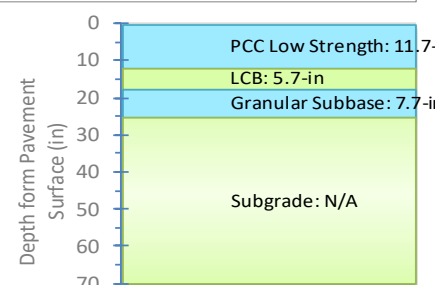 Depth form Pavement
Surface (in)
0
10
20
30
40
50
60
70
PCC Low Strength: 11.7-
LCB: 5.7-in
Granular Subbase: 7.7-in
Subgrade: N/A